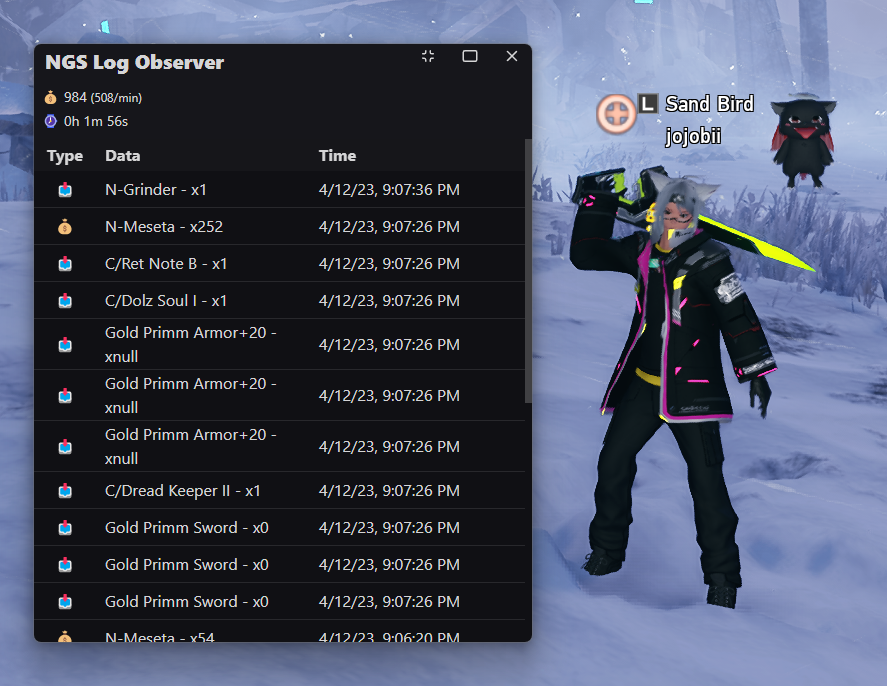 NGS Log Observer
984 (508/min)
0h 1m 56s
Type Data Time
N-Grinder - x1 4/12/23, 9:07:36 PM
N-Meseta - x252 4/12/23, 9:07:26 PM
C/Ret Note B - x1 4/12/23, 9:07:26 PM
C/Dolz Soul I - x1 4/12/23, 9:07:26 PM
Gold Primm Armor+20 -
xnull 4/12/23, 9:07:26 PM
Gold Primm Armor+20 -
xnull 4/12/23, 9:07:26 PM
Gold Primm Armor+20 -
xnull 4/12/23, 9:07:26 PM
C/Dread Keeper II - x1 4/12/23, 9:07:26 PM
Gold Primm Sword - x0 4/12/23, 9:07:26 PM
Gold Primm Sword - x0 4/12/23, 9:07:26 PM
Gold Primm Sword - x0 4/12/23, 9:07:26 PM
N-Meseta - x54 4/12/23, 9:06:20 PM
L Sand Bird
jojobii